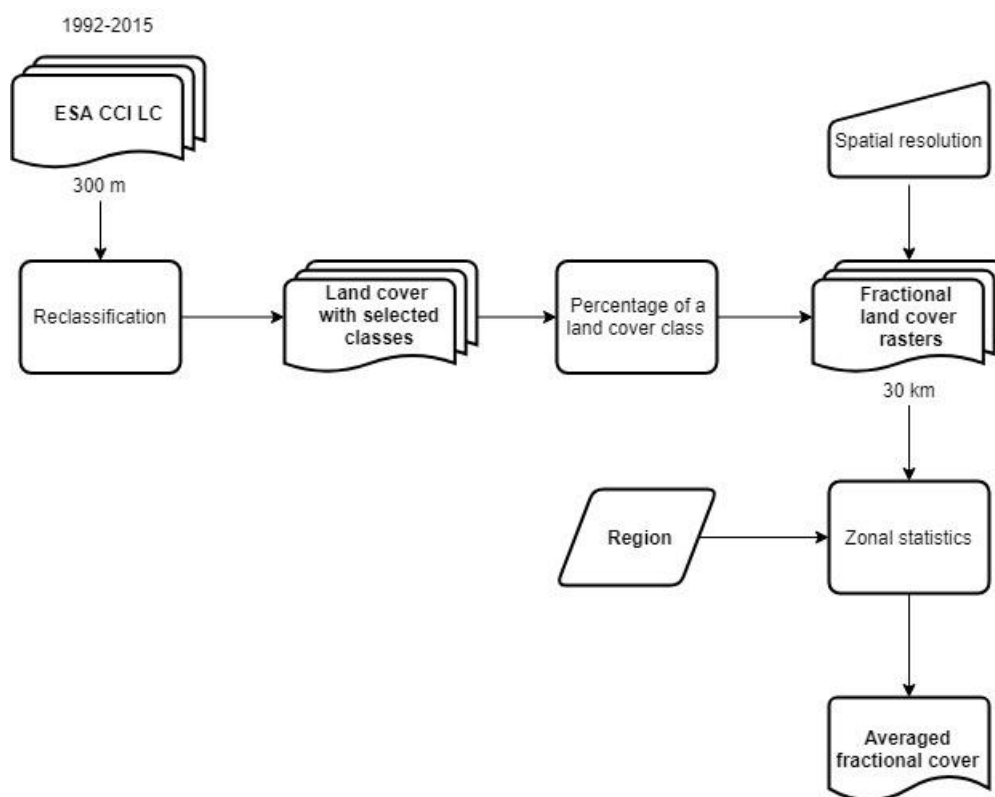 1992-2015
ESA CCI LC
300 m
Spatial resolution
Reclassification
Land cover
with selected
classes
Percentage of a
land cover class
Fractional
land cover
rasters
30 km
Region
Zonal statistics
Averaged
fractional cover